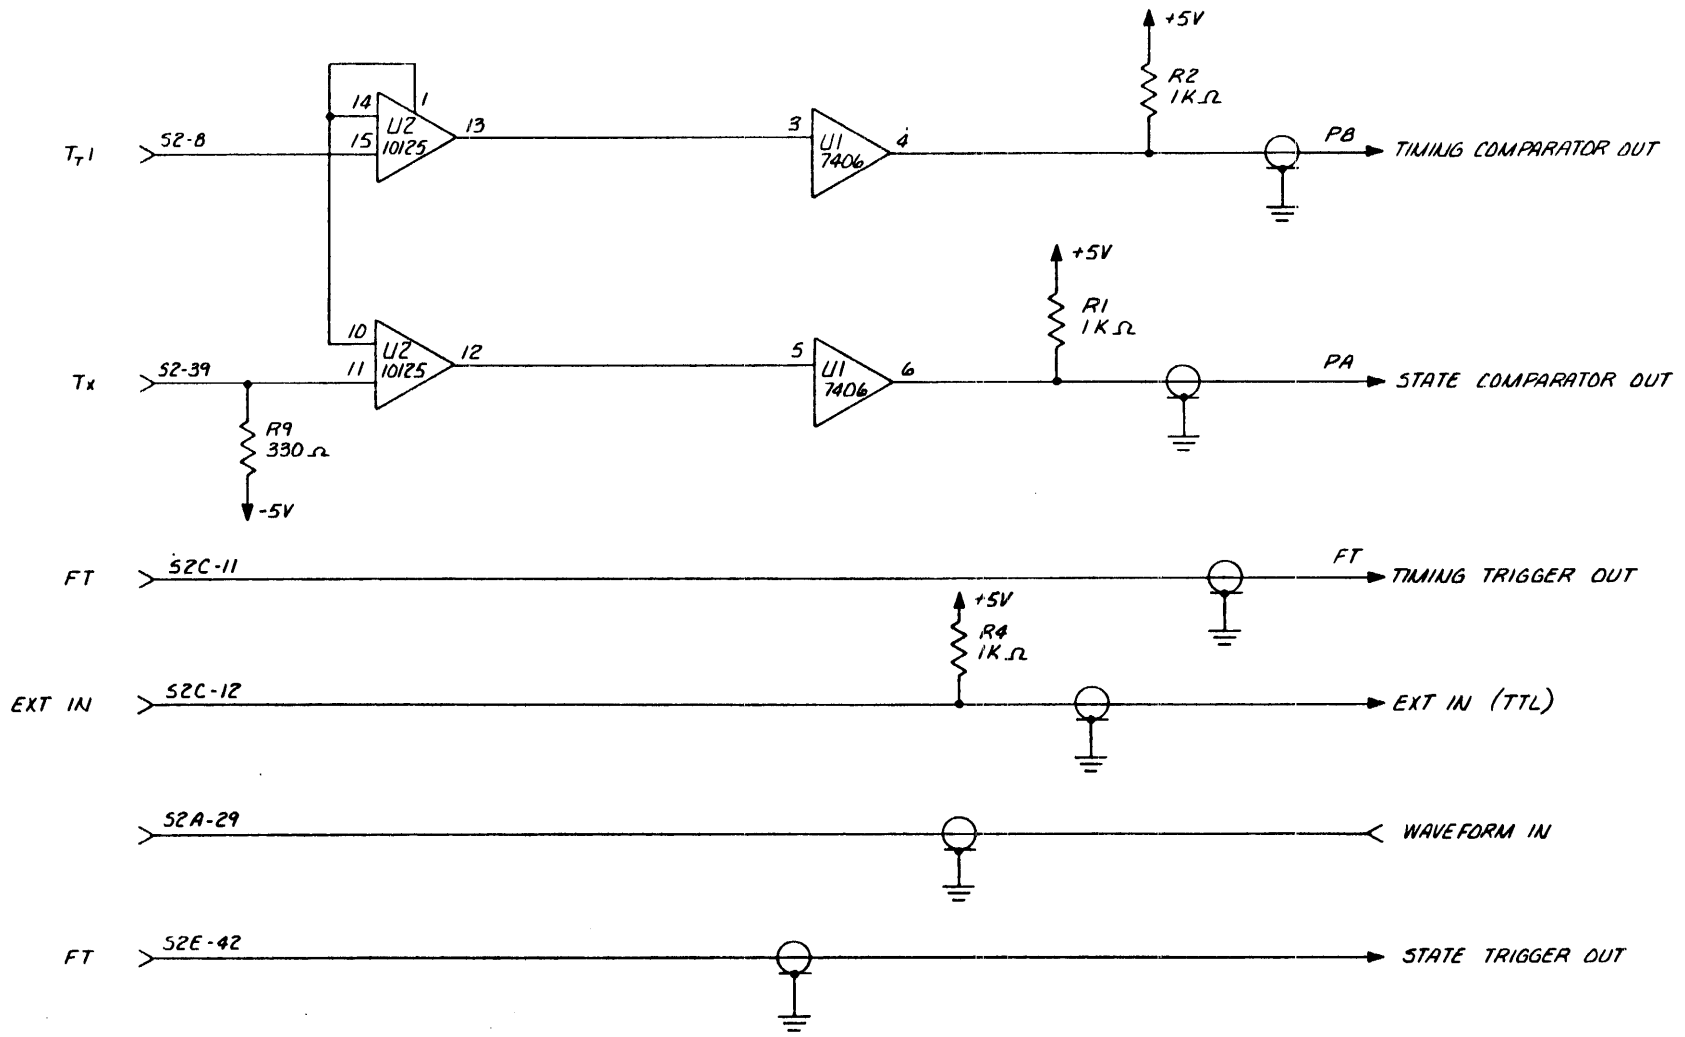 +5V
R2
1KΩ
14
1
U2
10125
15
13
3
U1
7406
4
T_T1
S2-8
PB
TIMING COMPARATOR OUT
+5V
R1
1KΩ
10
U2
10125
11
12
5
U1
7406
6
Tx
S2-39
PA
STATE COMPARATOR OUT
R9
330Ω
-5V
FT
S2C-11
FT
TIMING TRIGGER OUT
+5V
R4
1KΩ
EXT IN
S2C-12
EXT IN (TTL)
S2A-29
WAVEFORM IN
FT
S2E-42
STATE TRIGGER OUT